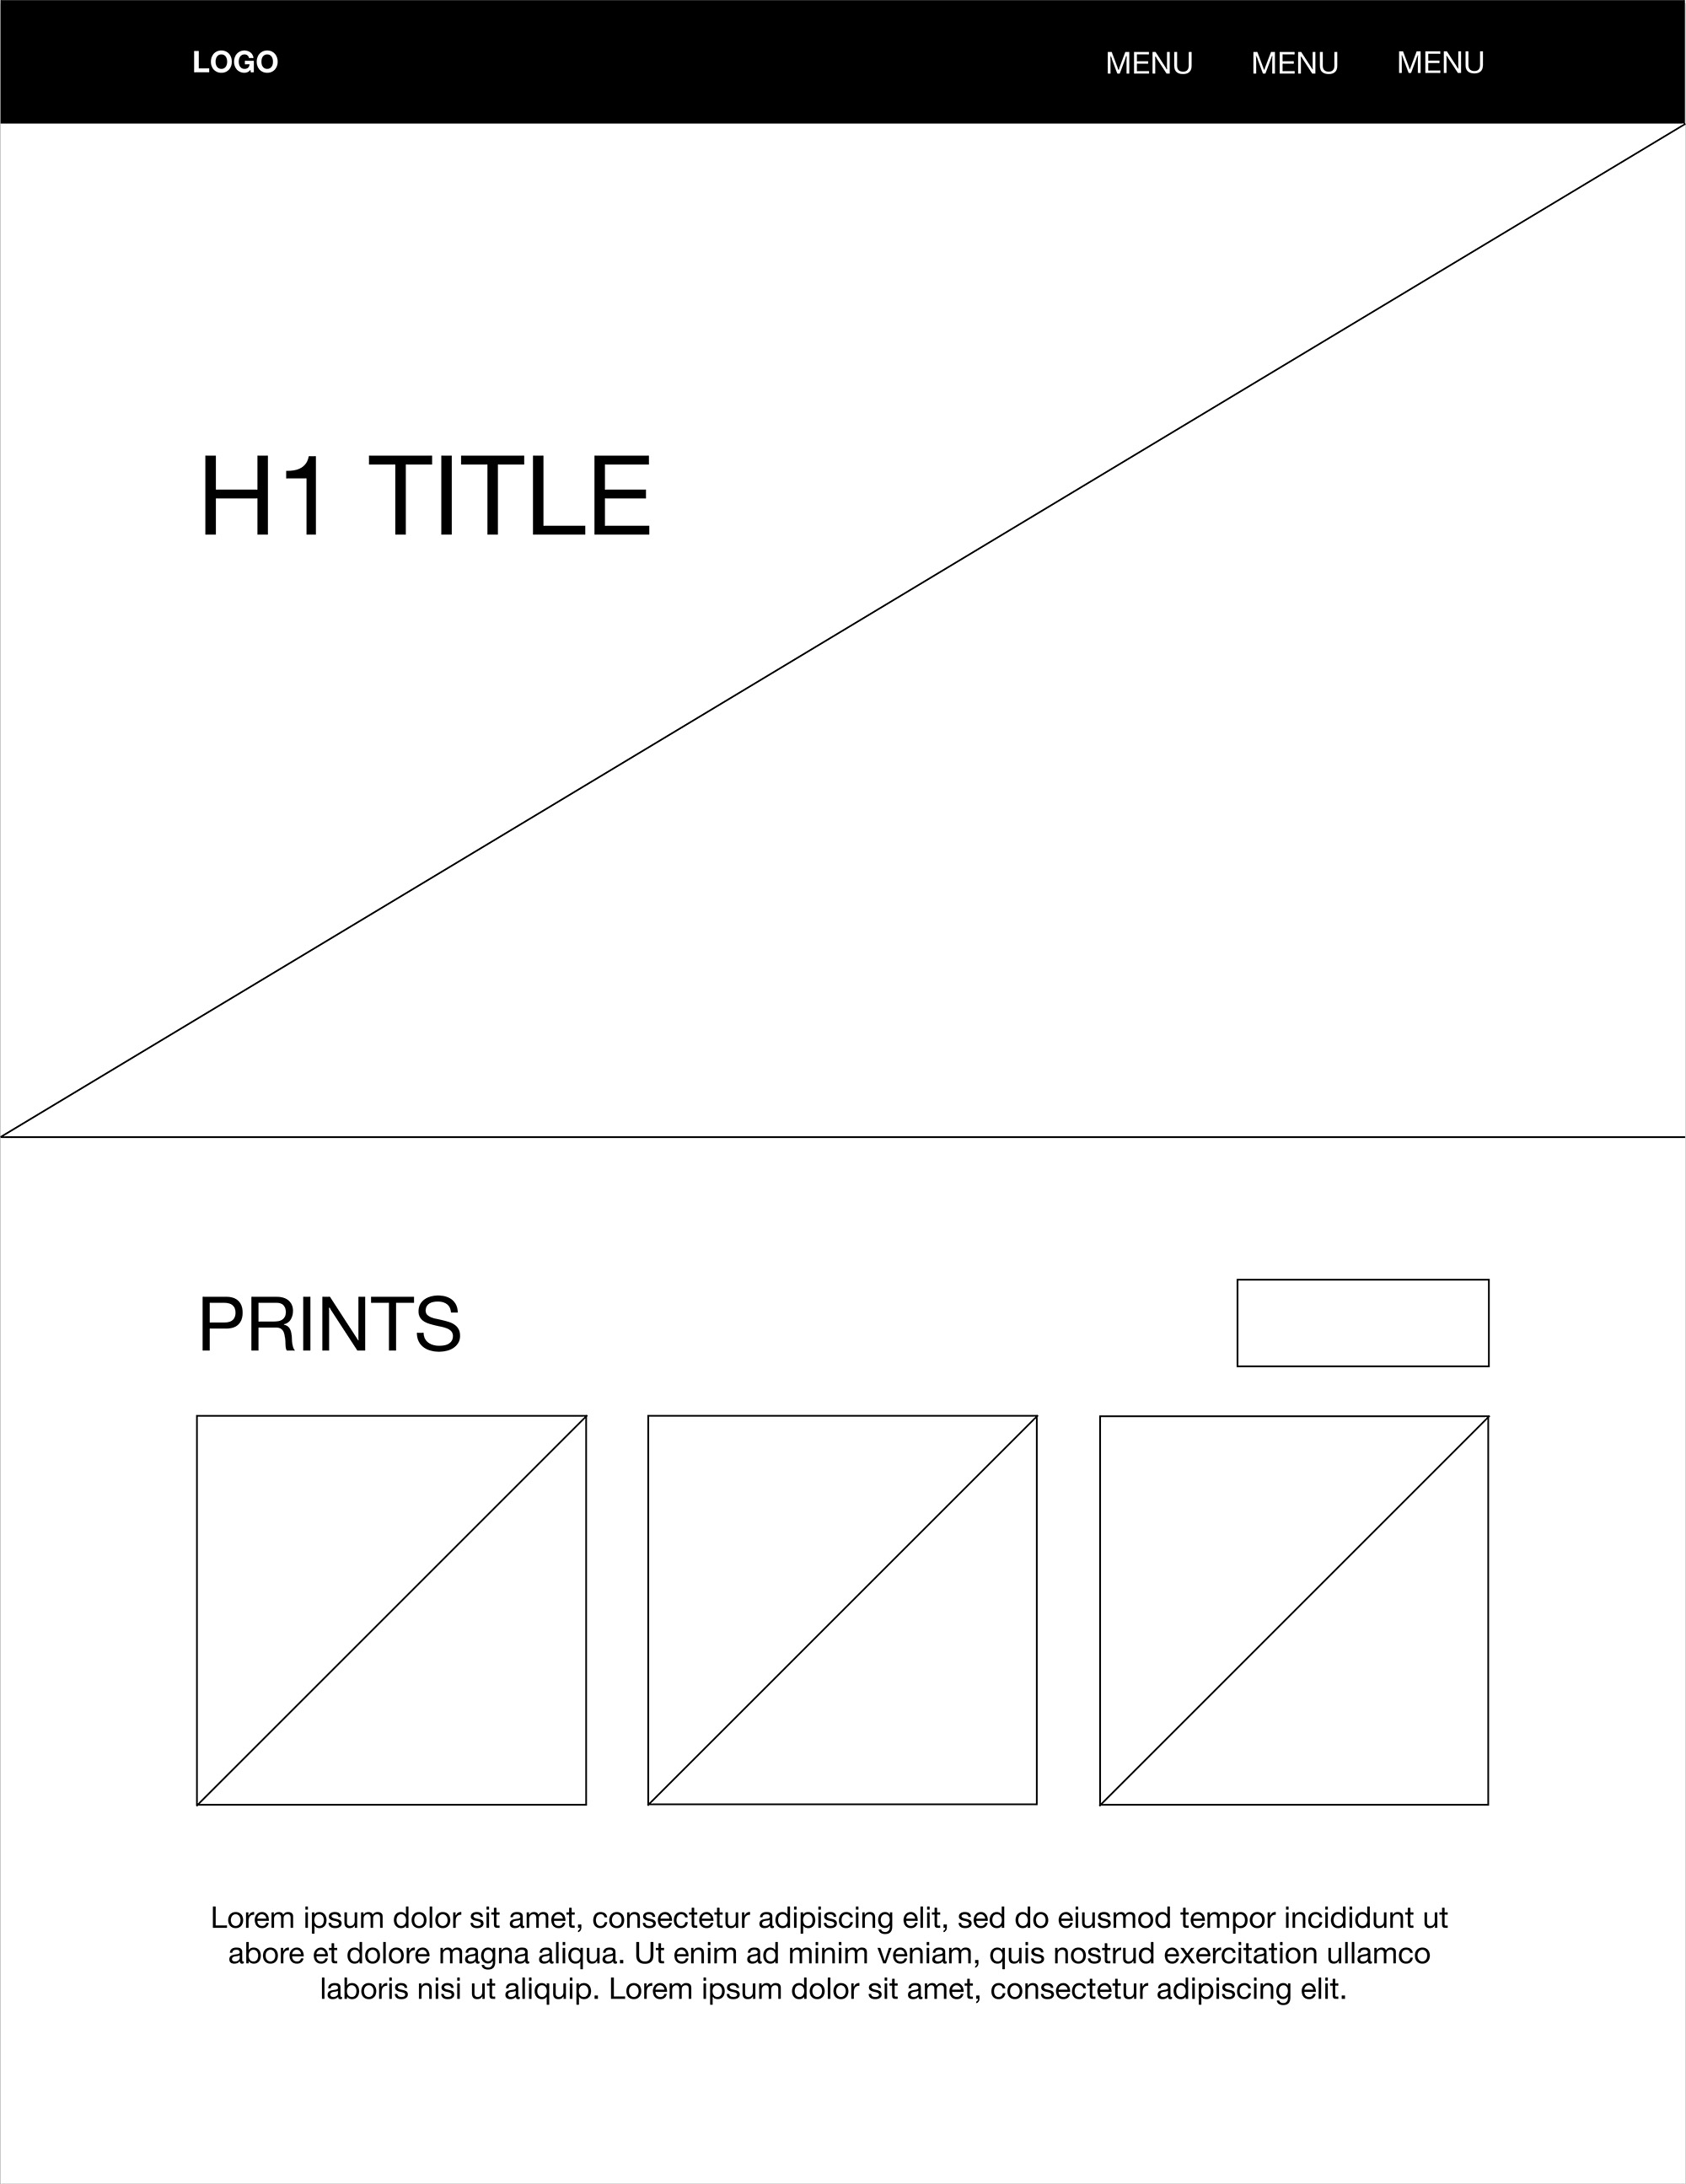 LOGO MENU MENU MENU
H1 TITLE
PRINTS
Lorem ipsum dolor sit amet, consectetur adipiscing elit, sed do eiusmod tempor incididunt ut
abore et dolore magna aliqua. Ut enim ad minim veniam, quis nostrud exercitation ullamco
laboris nisi ut aliquip. Lorem ipsum dolor sit amet, consectetur adipiscing elit.